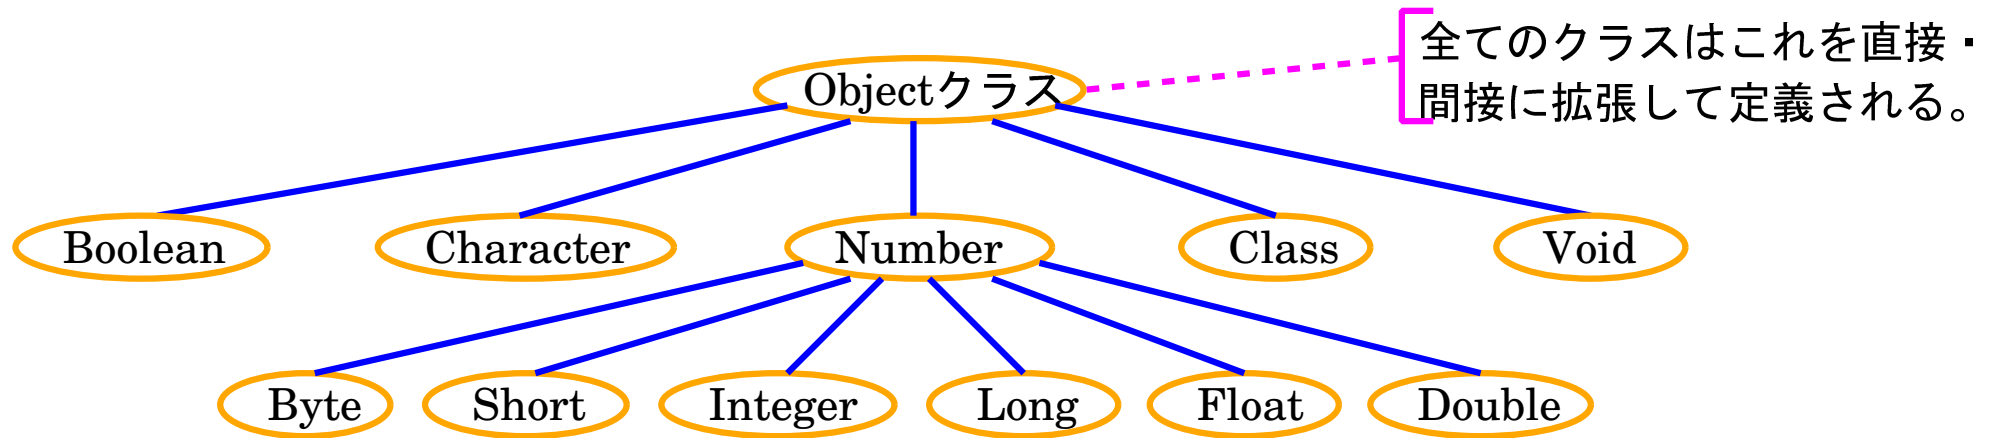 全てのクラスはこれを直接・
間接に拡張して定義される。
Objectクラス
Boolean Character Number Class Void
Byte Short Integer Long Float Double